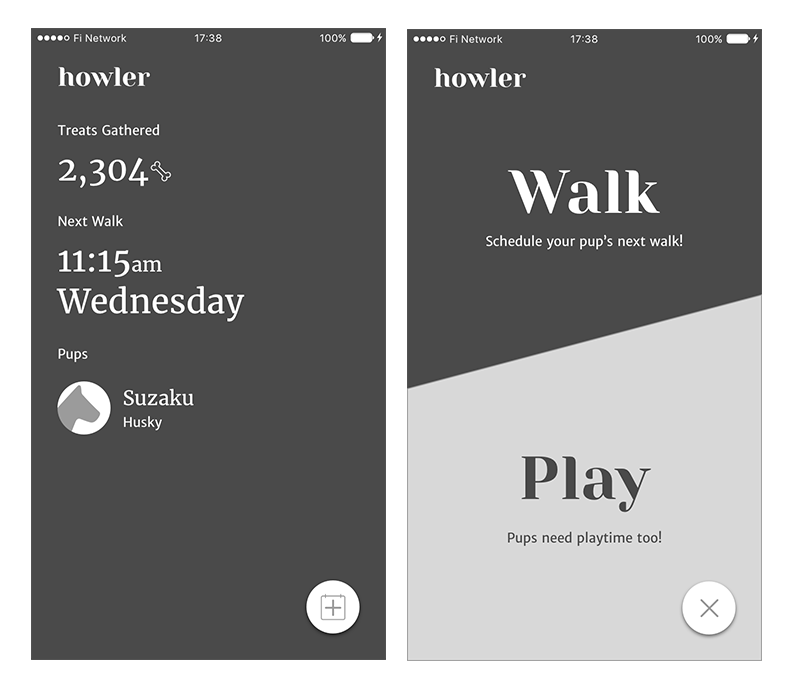 Fi Network 17:38 100%
howler
Treats Gathered
2,304
Next Walk
11:15am
Wednesday
Pups
Suzaku
Husky
Fi Network 17:38 100%
howler
Walk
Schedule your pup's next walk!
Play
Pups need playtime too!